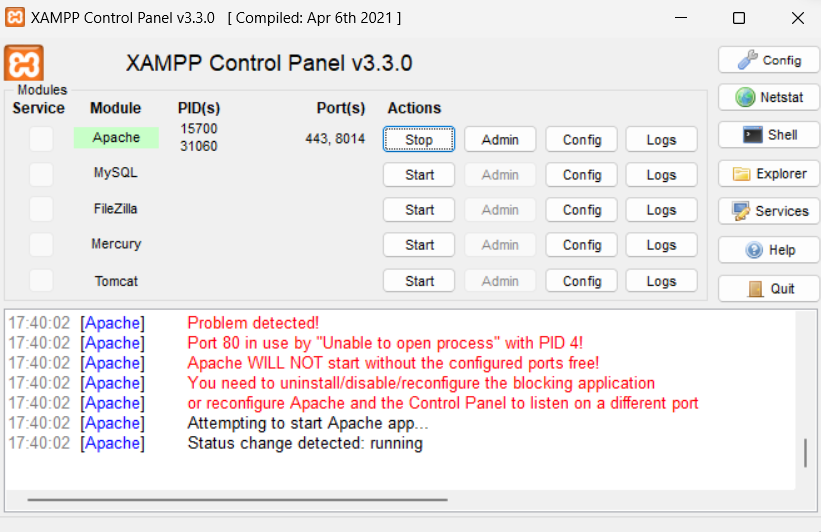 XAMPP Control Panel v3.3.0 [ Compiled: Apr 6th 2021 ]
XAMPP Control Panel v3.3.0
Config
Modules
Service Module PID(s) Port(s) Actions
Netstat
Apache 15700 31060 443, 8014 Stop Admin Config Logs
Shell
MySQL Start Admin Config Logs
Explorer
FileZilla Start Admin Config Logs
Services
Mercury Start Admin Config Logs
Help
Tomcat Start Admin Config Logs
Quit
17:40:02 [Apache] Problem detected!
17:40:02 [Apache] Port 80 in use by "Unable to open process" with PID 4!
17:40:02 [Apache] Apache WILL NOT start without the configured ports free!
17:40:02 [Apache] You need to uninstall/disable/reconfigure the blocking application
17:40:02 [Apache] or reconfigure Apache and the Control Panel to listen on a different port
17:40:02 [Apache] Attempting to start Apache app...
17:40:02 [Apache] Status change detected: running